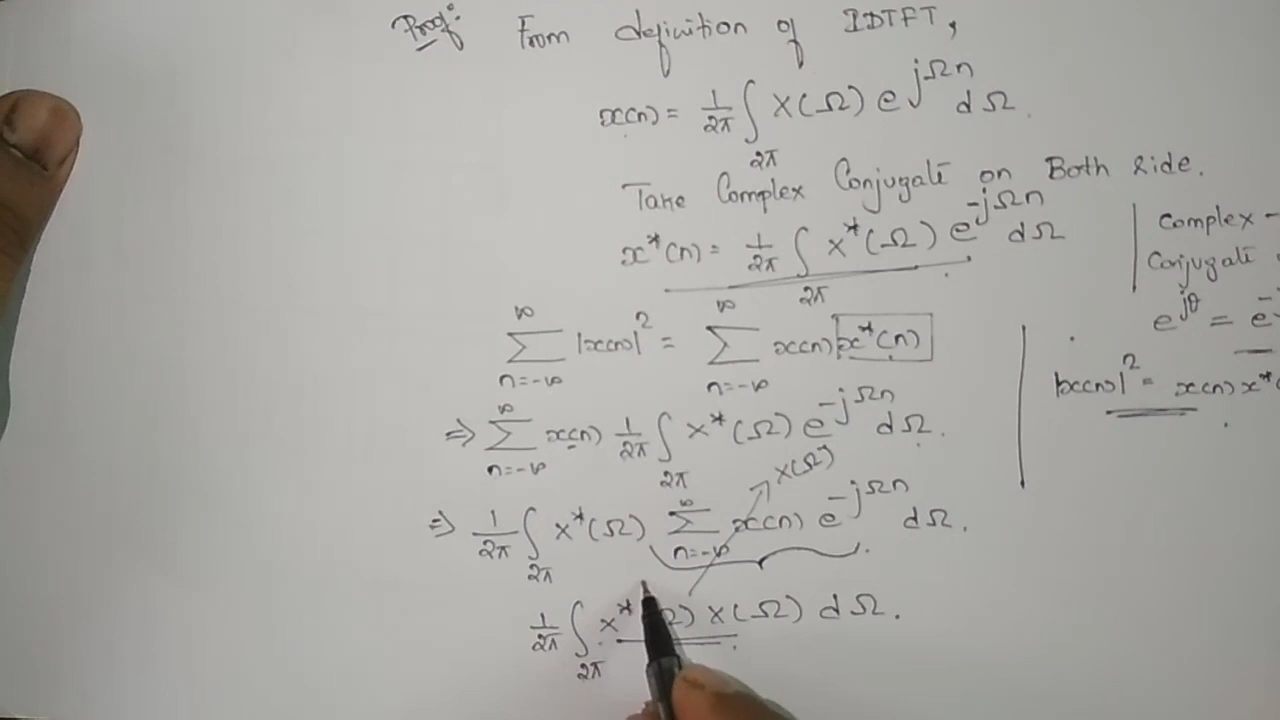 Proof: From definition of IDTFT,
x(n) = 1/2π ∫2π X(Ω) e^jΩn dΩ.
Take Complex Conjugate on Both side.
x*(n) = 1/2π ∫2π X*(Ω) e^-jΩn dΩ
Complex -
Conjugate
e^jθ = e^-
∑n=-∞^∞ |x(n)|^2 = ∑n=-∞^∞ x(n) x*(n)
|x(n)|^2 = x(n) x*
=> ∑n=-∞^∞ x(n) 1/2π ∫2π X*(Ω) e^-jΩn dΩ.
X(Ω)
=> 1/2π ∫2π X*(Ω) ∑n=-∞^∞ x(n) e^-jΩn dΩ.
1/2π ∫2π X* Ω) X(Ω) dΩ.